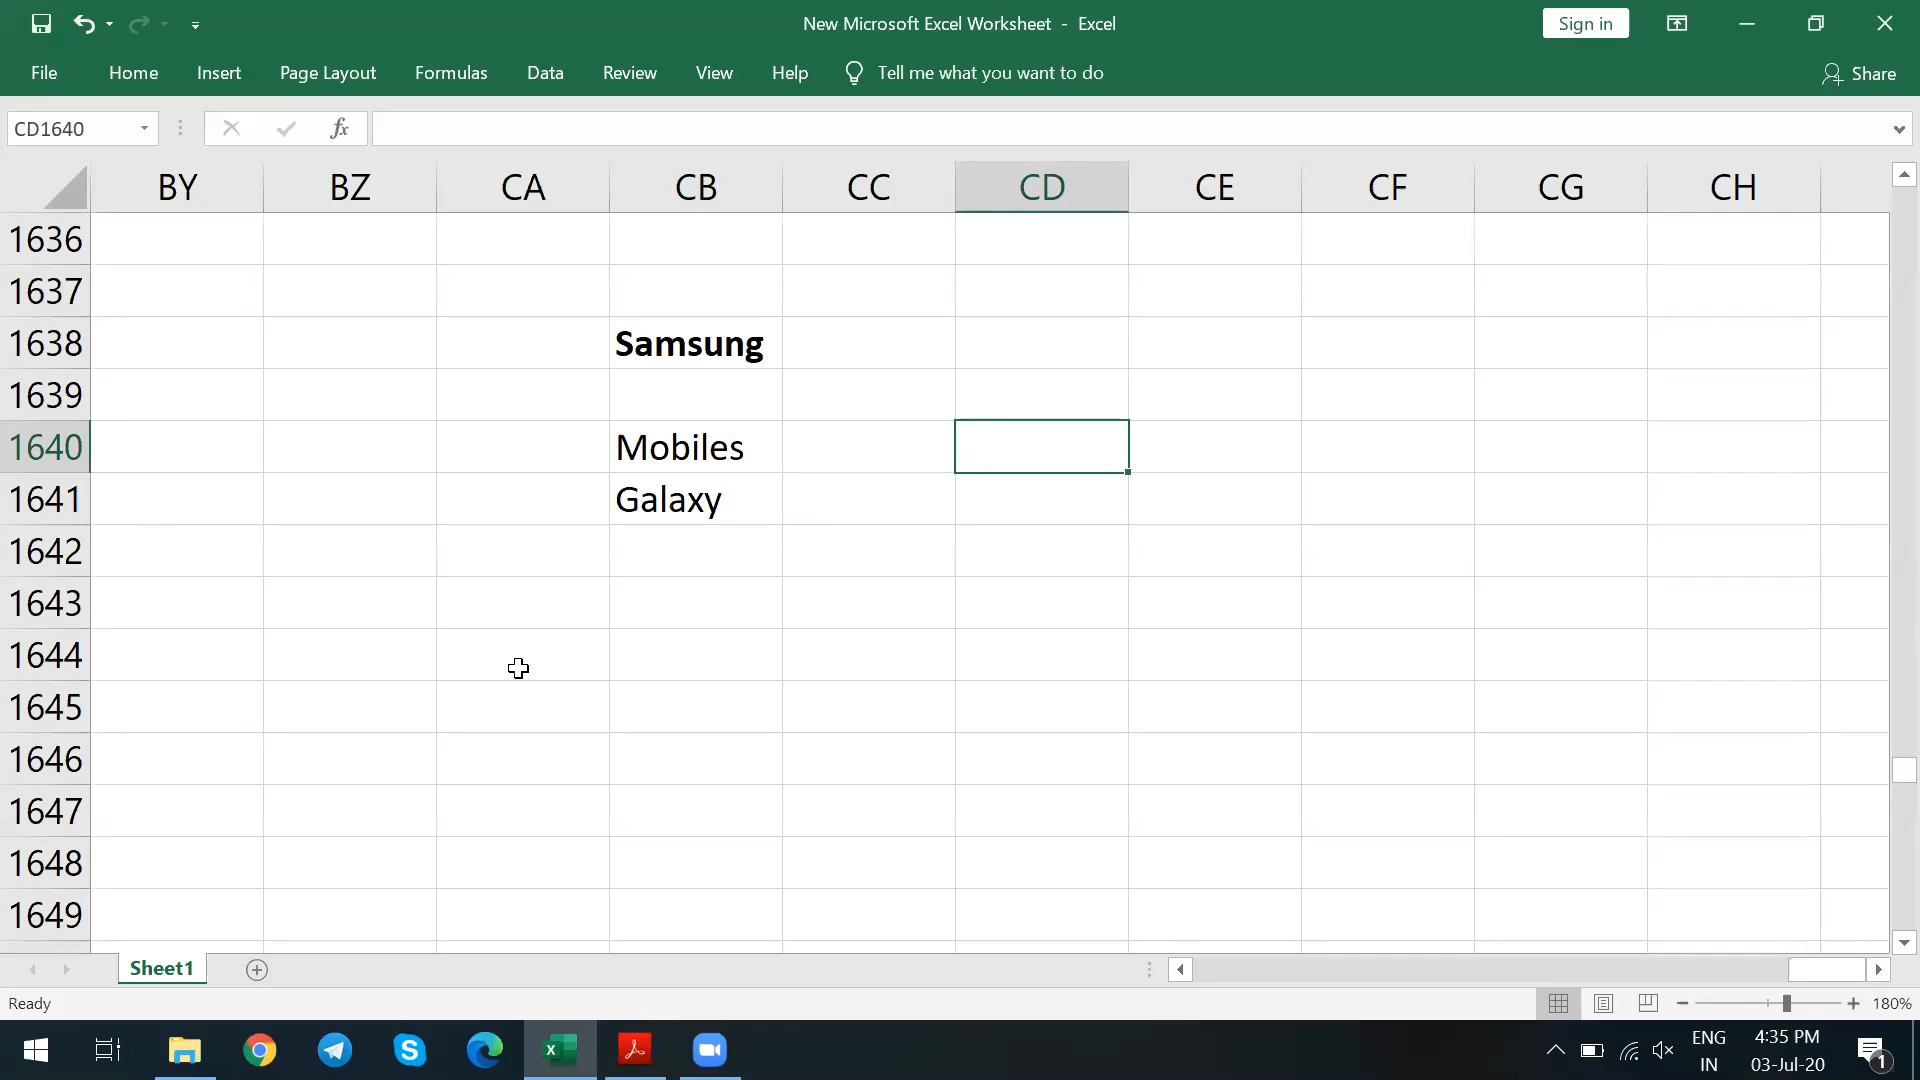 New Microsoft Excel Worksheet - Excel
Sign in
File Home Insert Page Layout Formulas Data Review View Help Tell me what you want to do Share
CD1640 fx
BY BZ CA CB CC CD CE CF CG CH
1636
1637
1638 Samsung
1639
1640 Mobiles
1641 Galaxy
1642
1643
1644
1645
1646
1647
1648
1649
Sheet1
Ready 180%
ENG 4:35 PM
IN 03-Jul-20 1